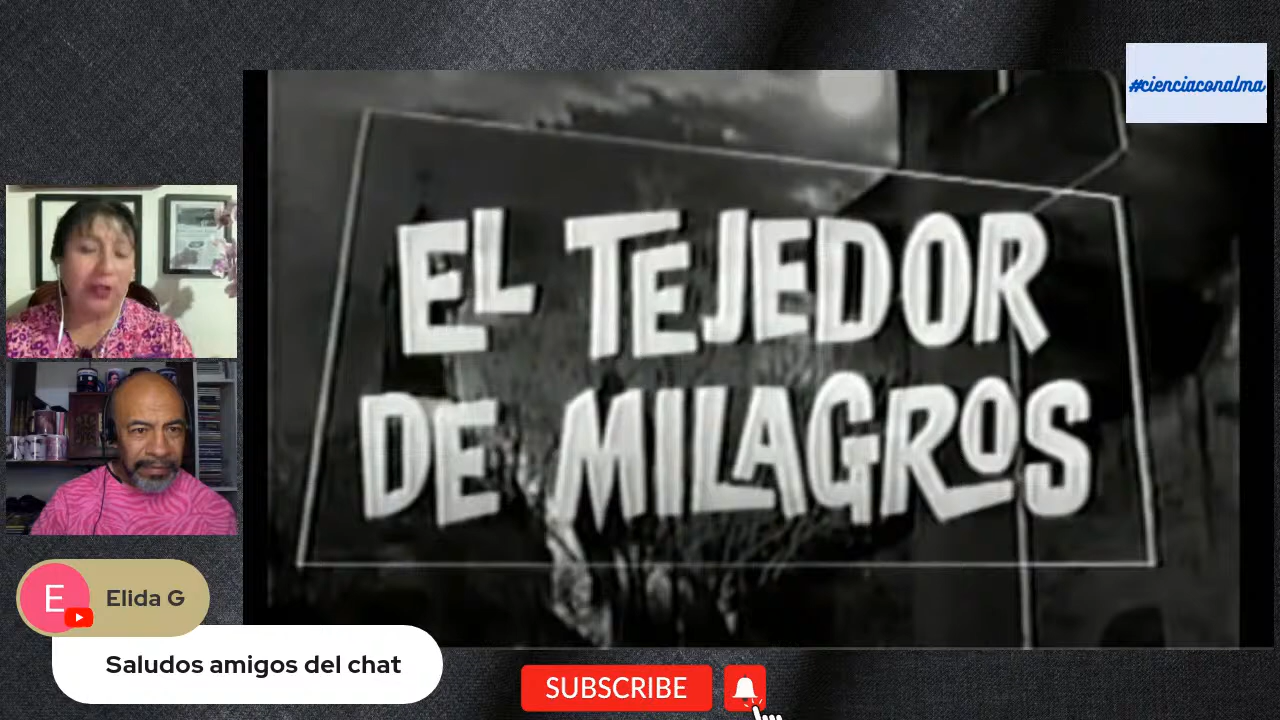 #cienciaconalma
EL TEJEDOR
DE MILAGROS
E
Elida G
Saludos amigos del chat
SUBSCRIBE